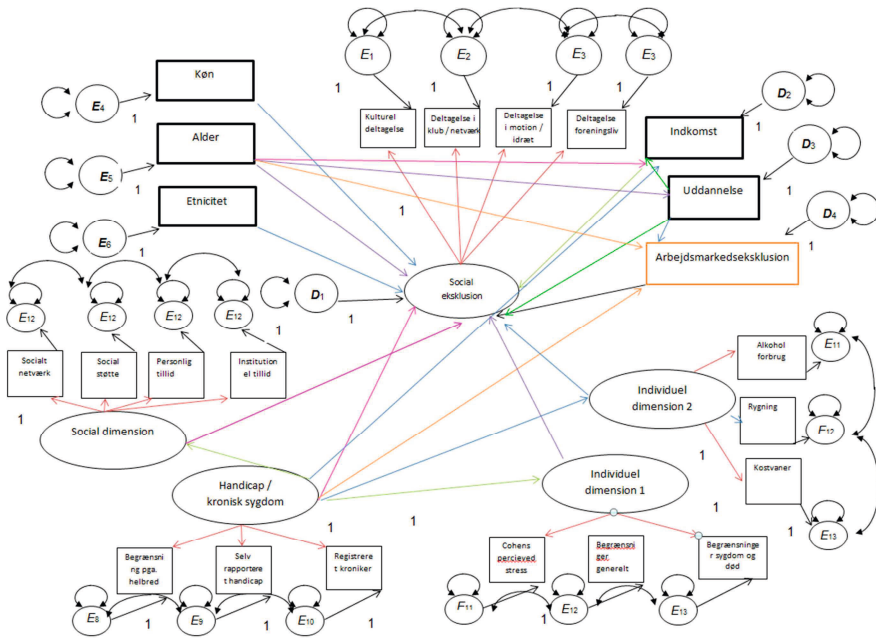 E1
E2
E3
E3
1
1
1
1
Køn
E4
1
Kulturel
deltagelse
Deltagelse i
klub / netværk
Deltagelse
i motion /
idræt
Deltagelse
foreningsliv
D2
1
Indkomst
Alder
E5
1
D3
1
Uddannelse
Etnicitet
E6
1
1
D4
1
Arbejdsmarkedseksklusion
Social
eksklusion
D1
1
1
E12
E12
E12
E12
1
Socialt
netværk
Social
støtte
Personlig
tillid
Institution
el tillid
Social dimension
1
Alkohol
forbrug
E11
Individuel
dimension 2
Rygning
F12
1
1
Kostvaner
1
E13
Handicap /
kronisk sygdom
1
1
Individuel
dimension 1
Begrænsni
ng pga.
helbred
Selv
rapportere
t handicap
Registrere
t kroniker
Cohens
percieved
stress
Begrænsni
ger,
generelt
Begrænsninge
r sygdom og
død
E8
1
E9
1
E10
1
F11
1
E12
E13